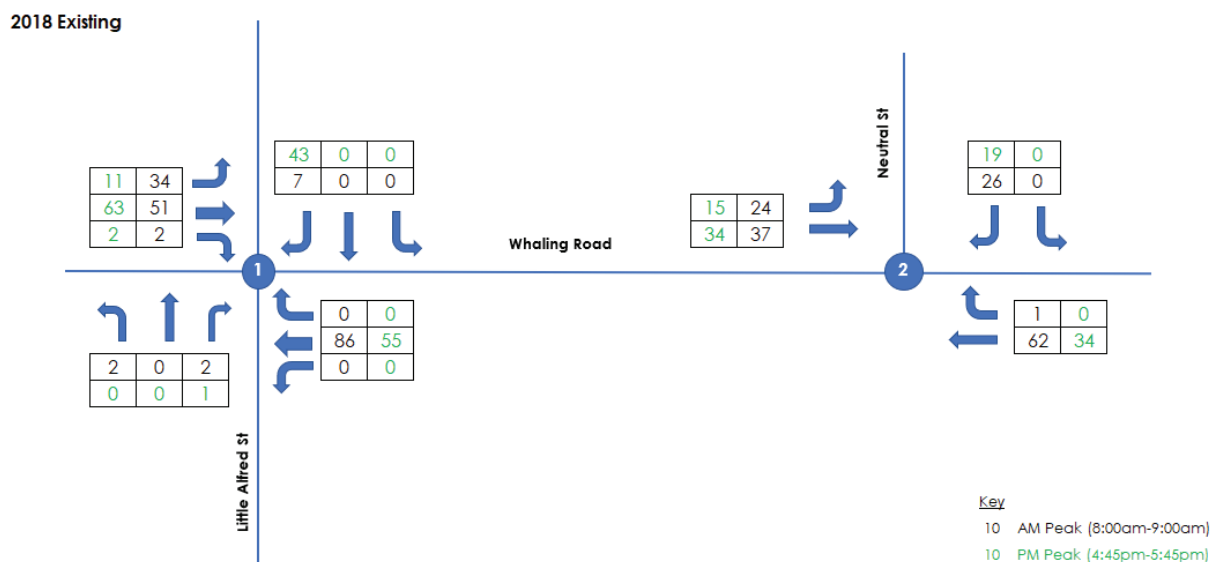 2018 Existing
43 0 0
7 0 0
11 34
63 51
2 2
Neutral St
19 0
26 0
15 24
34 37
Whaling Road
1
2
0 0
86 55
0 0
1 0
62 34
2 0 2
0 0 1
Little Alfred St
Key
10 AM Peak (8:00am-9:00am)
10 PM Peak (4:45pm-5:45pm)